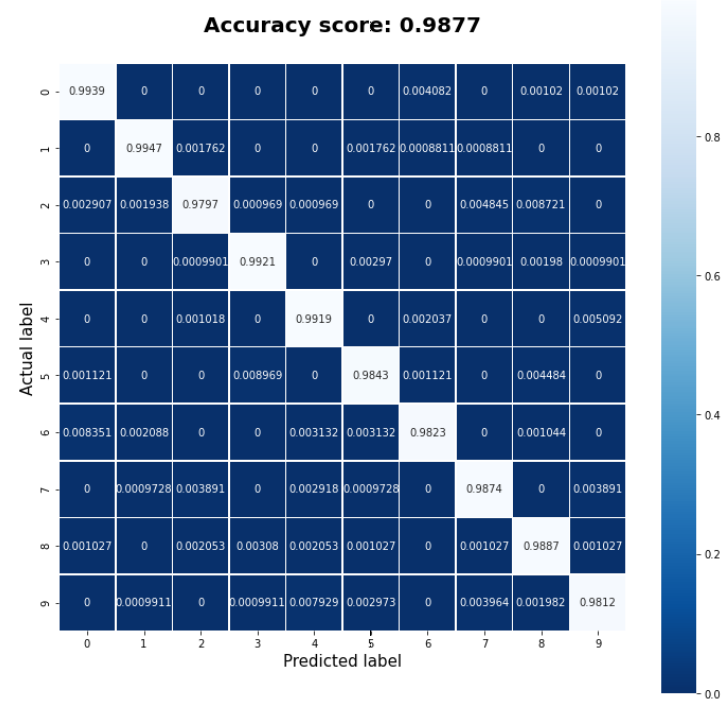 Accuracy score: 0.9877
0 0.9939 0 0 0 0 0 0.004082 0 0.00102 0.00102
0.8
1 0 0.9947 0.001762 0 0 0.001762 0.0008811 0.0008811 0 0
2 0.002907 0.001938 0.9797 0.000969 0.000969 0 0 0.004845 0.008721 0
3 0 0 0.0009901 0.9921 0 0.00297 0 0.0009901 0.00198 0.0009901
0.6
Actual label
4 0 0 0.001018 0 0.9919 0 0.002037 0 0 0.005092
5 0.001121 0 0 0.008969 0 0.9843 0.001121 0 0.004484 0
0.4
6 0.008351 0.002088 0 0 0.003132 0.003132 0.9823 0 0.001044 0
7 0 0.0009728 0.003891 0 0.002918 0.0009728 0 0.9874 0 0.003891
8 0.001027 0 0.002053 0.00308 0.002053 0.001027 0 0.001027 0.9887 0.001027
0.2
9 0 0.0009911 0 0.0009911 0.007929 0.002973 0 0.003964 0.001982 0.9812
0 1 2 3 4 5 6 7 8 9
Predicted label
0.0